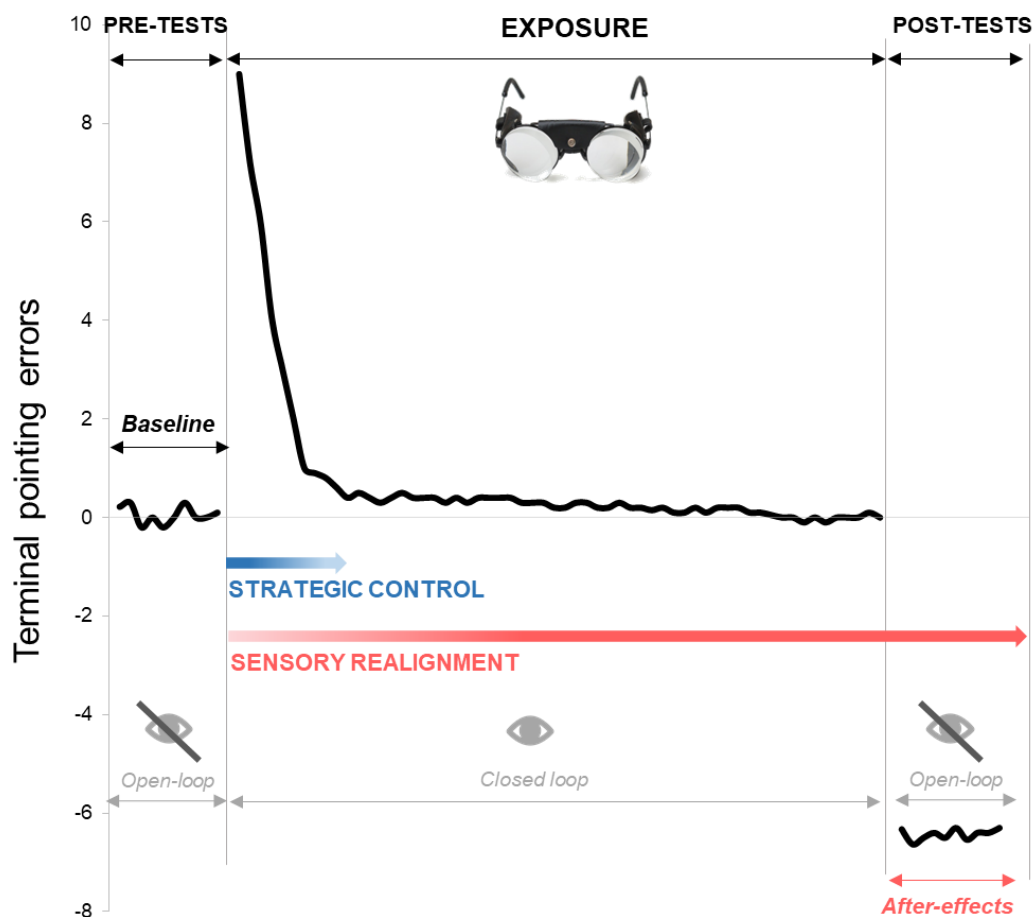 PRE-TESTS
EXPOSURE
POST-TESTS
Terminal pointing errors
10
8
6
4
2
0
-2
-4
-6
-8
Baseline
STRATEGIC CONTROL
SENSORY REALIGNMENT
Open-loop
Closed loop
Open-loop
After-effects